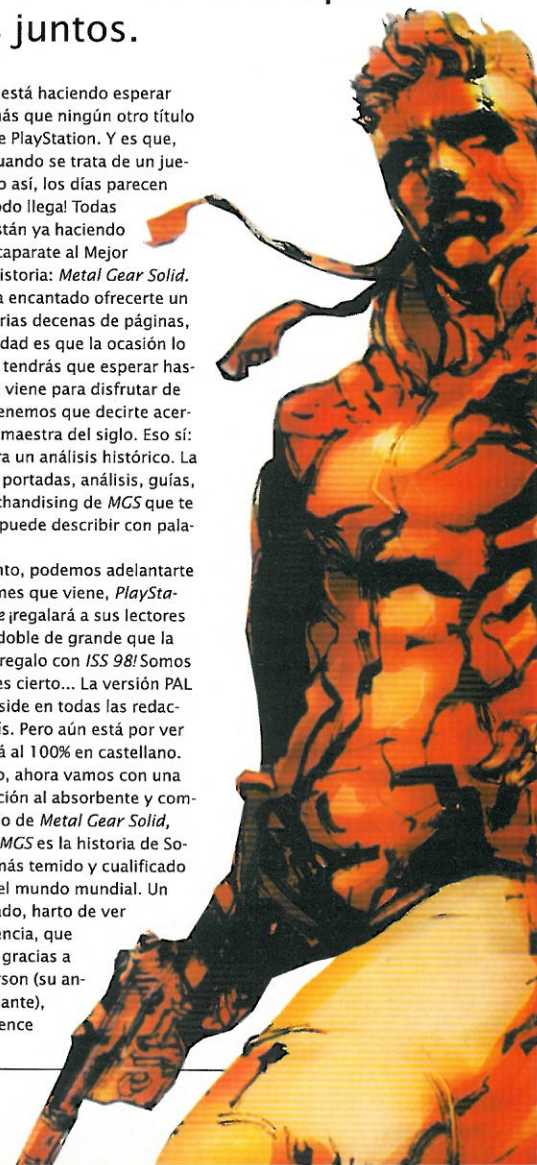 juntos.
está haciendo esperar
ás que ningún otro título
e PlayStation. Y es que,
uando se trata de un jue-
o así, los días parecen
do llega! Todas
stán ya haciendo
caparate al Mejor
istoria: Metal Gear Solid.
a encantado ofrecerte un
rias decenas de páginas,
dad es que la ocasión lo
tendrás que esperar has-
viene para disfrutar de
enemos que decirte acer-
maestra del siglo. Eso sí:
ra un análisis histórico. La
portadas, análisis, guías,
chandising de MGS que te
puede describir con pala-
nto, podemos adelantarte
mes que viene, PlaySta-
e ¡regalará a sus lectores
doble de grande que la
regalo con ISS 98! Somos
es cierto... La versión PAL
side en todas las redac-
ís. Pero aún está por ver
á al 100% en castellano.
o, ahora vamos con una
ción al absorbente y com-
o de Metal Gear Solid,
MGS es la historia de So-
más temido y cualificado
el mundo mundial. Un
ado, harto de ver
encia, que
gracias a
rson (su an-
ante),
ence